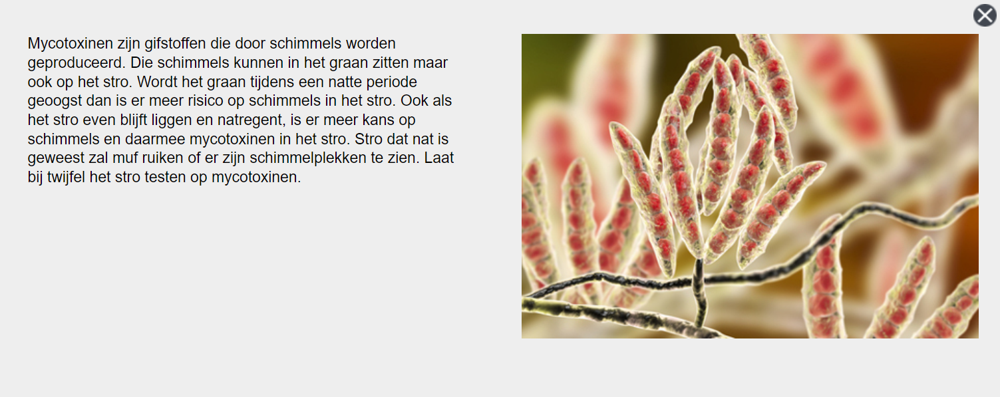 Mycotoxinen zijn gifstoffen die door schimmels worden
geproduceerd. Die schimmels kunnen in het graan zitten maar
ook op het stro. Wordt het graan tijdens een natte periode
geoogst dan is er meer risico op schimmels in het stro. Ook als
het stro even blijft liggen en natregent, is er meer kans op
schimmels en daarmee mycotoxinen in het stro. Stro dat nat is
geweest zal muf ruiken of er zijn schimmelplekken te zien. Laat
bij twijfel het stro testen op mycotoxinen.